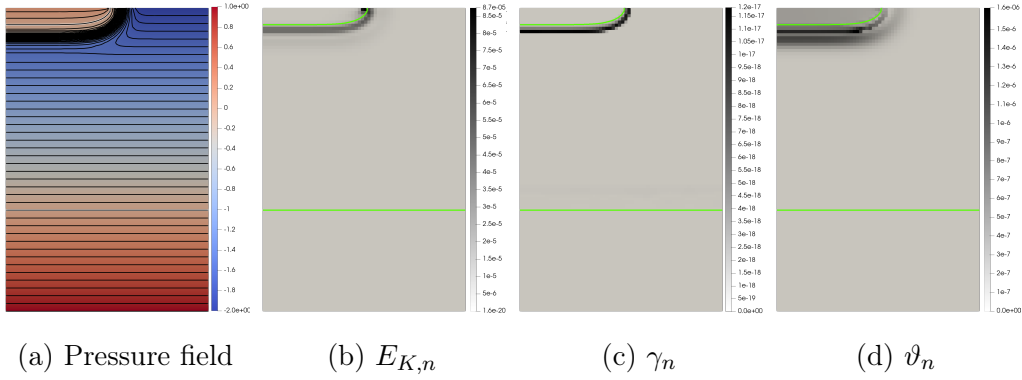 1.0e+00
0.8
0.6
0.4
0.2
0
-0.2
-0.4
-0.6
-0.8
-1
-1.2
-1.4
-1.6
-1.8
-2.0e+00
8.7e-05
8.5e-5
8e-5
7.5e-5
7e-5
6.5e-5
6e-5
5.5e-5
5e-5
4.5e-5
4e-5
3.5e-5
3e-5
2.5e-5
2e-5
1.5e-5
1e-5
5e-6
1.6e-20
1.2e-17
1.15e-17
1.1e-17
1.05e-17
1e-17
9.5e-18
9e-18
8.5e-18
8e-18
7.5e-18
7e-18
6.5e-18
6e-18
5.5e-18
5e-18
4.5e-18
4e-18
3.5e-18
3e-18
2.5e-18
2e-18
1.5e-18
1e-18
5e-19
0.0e+00
1.6e-06
1.5e-6
1.4e-6
1.3e-6
1.2e-6
1.1e-6
1e-6
9e-7
8e-7
7e-7
6e-7
5e-7
4e-7
3e-7
2e-7
1e-7
0.0e+00
(a) Pressure field
(b) E_{K,n}
(c) γ_n
(d) ϑ_n